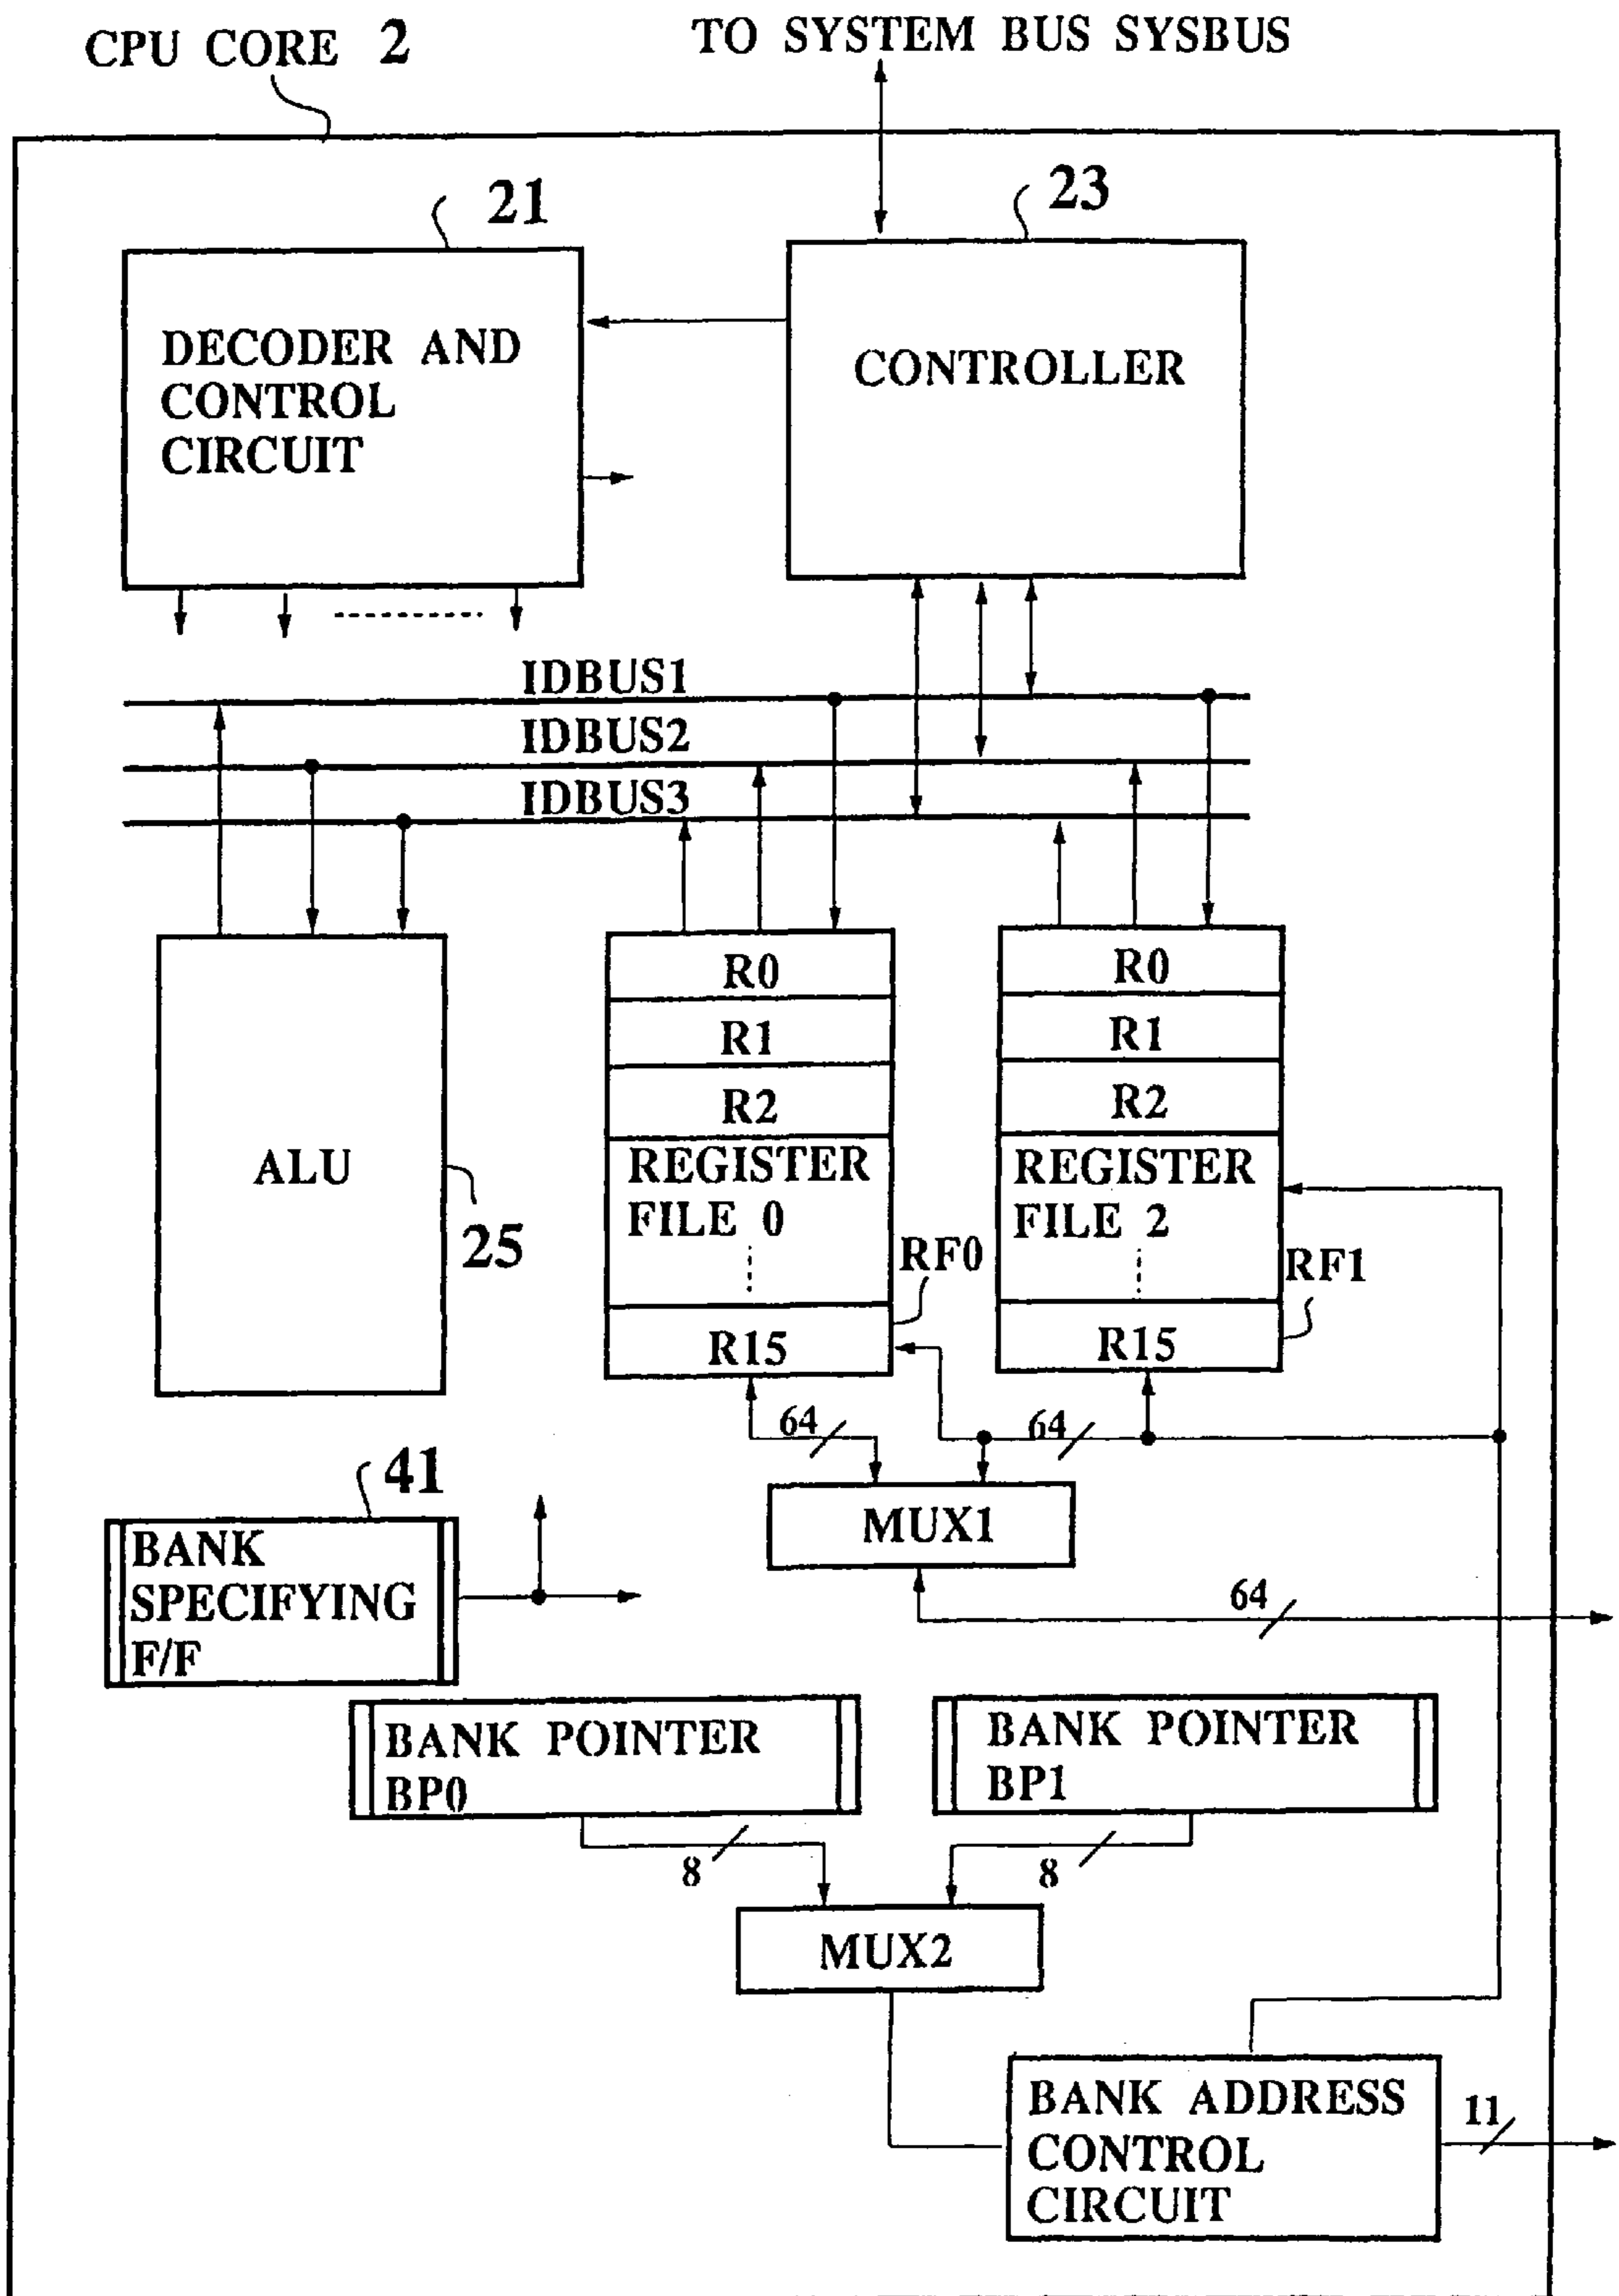 CPU CORE 2
TO SYSTEM BUS SYSBUS
21
23
DECODER AND
CONTROL
CIRCUIT
CONTROLLER
IDBUS1
IDBUS2
IDBUS3
R0
R1
R2
REGISTER
FILE 0
R15
RF0
R0
R1
R2
REGISTER
FILE 2
R15
RF1
ALU
25
64
64
MUX1
41
BANK
SPECIFYING
F/F
64
BANK POINTER
BP0
BANK POINTER
BP1
8
8
MUX2
BANK ADDRESS
CONTROL
CIRCUIT
11